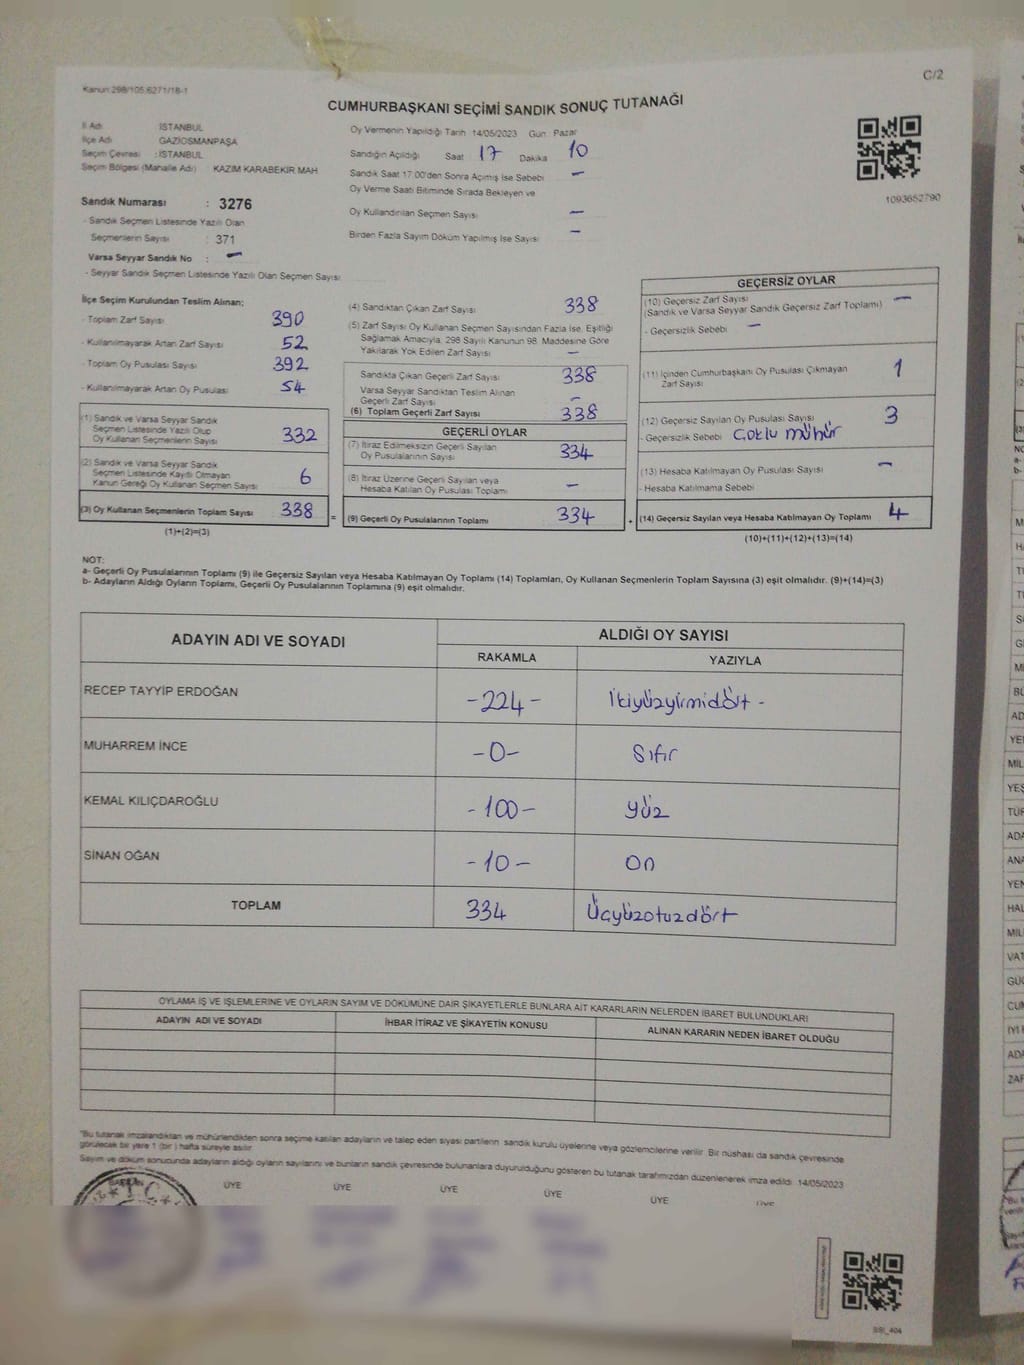 C/2
Kanun:298/105,6271/18-1
CUMHURBAŞKANI SEÇİMİ SANDIK SONUÇ TUTANAĞI
İl Adı : İSTANBUL
İlçe Adı : GAZİOSMANPAŞA
Seçim Çevresi : İSTANBUL
Seçim Bölgesi (Mahalle Adı) : KAZIM KARABEKİR MAH
Sandık Numarası : 3276
- Sandık Seçmen Listesinde Yazılı Olan
Seçmenlerin Sayısı : 371
Varsa Seyyar Sandık No : -
- Seyyar Sandık Seçmen Listesinde Yazılı Olan Seçmen Sayısı:
Oy Vermenin Yapıldığı Tarih 14/05/2023 Gün: Pazar
Sandığın Açıldığı Saat 17 Dakika 10
Sandık Saat 17.00'den Sonra Açılmış İse Sebebi -
Oy Verme Saati Bitiminde Sırada Bekleyen ve
Oy Kullandırılan Seçmen Sayısı -
Birden Fazla Sayım Döküm Yapılmış İse Sayısı -
1093652790
İlçe Seçim Kurulundan Teslim Alınan;
- Toplam Zarf Sayısı 390
- Kullanılmayarak Artan Zarf Sayısı 52
- Toplam Oy Pusulası Sayısı 392
- Kullanılmayarak Artan Oy Pusulası 54
(1) Sandık ve Varsa Seyyar Sandık
Seçmen Listesinde Yazılı Olup
Oy Kullanan Seçmenlerin Sayısı 332
(2) Sandık ve Varsa Seyyar Sandık
Seçmen Listesinde Kayıtlı Olmayan
Kanun Gereği Oy Kullanan Seçmen Sayısı 6
(3) Oy Kullanan Seçmenlerin Toplam Sayısı 338 =
(1)+(2)=(3)
(4) Sandıktan Çıkan Zarf Sayısı 338
(5) Zarf Sayısı Oy Kullanan Seçmen Sayısından Fazla İse, Eşitliği
Sağlamak Amacıyla, 298 Sayılı Kanunun 98. Maddesine Göre
Yakılarak Yok Edilen Zarf Sayısı -
Sandıkta Çıkan Geçerli Zarf Sayısı 338
Varsa Seyyar Sandıktan Teslim Alınan
Geçerli Zarf Sayısı -
(6) Toplam Geçerli Zarf Sayısı 338
GEÇERLİ OYLAR
(7) İtiraz Edilmeksizin Geçerli Sayılan
Oy Pusulalarının Sayısı 334
(8) İtiraz Üzerine Geçerli Sayılan veya
Hesaba Katılan Oy Pusulası Toplamı -
(9) Geçerli Oy Pusulalarının Toplamı 334 +
GEÇERSİZ OYLAR
(10) Geçersiz Zarf Sayısı -
(Sandık ve Varsa Seyyar Sandık Geçersiz Zarf Toplamı)
- Geçersizlik Sebebi -
(11) İçinden Cumhurbaşkanı Oy Pusulası Çıkmayan
Zarf Sayısı 1
(12) Geçersiz Sayılan Oy Pusulası Sayısı 3
- Geçersizlik Sebebi Çoklu mühür
(13) Hesaba Katılmayan Oy Pusulası Sayısı -
- Hesaba Katılmama Sebebi
(14) Geçersiz Sayılan veya Hesaba Katılmayan Oy Toplamı 4
(10)+(11)+(12)+(13)=(14)
NOT:
a- Geçerli Oy Pusulalarının Toplamı (9) ile Geçersiz Sayılan veya Hesaba Katılmayan Oy Toplamı (14) Toplamları, Oy Kullanan Seçmenlerin Toplam Sayısına (3) eşit olmalıdır. (9)+(14)=(3)
b- Adayların Aldığı Oyların Toplamı, Geçerli Oy Pusulalarının Toplamına (9) eşit olmalıdır.
ADAYIN ADI VE SOYADI ALDIĞI OY SAYISI
RAKAMLA YAZIYLA
RECEP TAYYİP ERDOĞAN -224- İkiyüzyirmidört -
MUHARREM İNCE -0- Sıfır
KEMAL KILIÇDAROĞLU -100- yüz
SİNAN OĞAN -10- On
TOPLAM 334 Üçyüzotuzdört
OYLAMA İŞ VE İŞLEMLERİNE VE OYLARIN SAYIM VE DÖKÜMÜNE DAİR ŞİKAYETLERLE BUNLARA AİT KARARLARIN NELERDEN İBARET BULUNDUKLARI
ADAYIN ADI VE SOYADI İHBAR İTİRAZ VE ŞİKAYETİN KONUSU ALINAN KARARIN NEDEN İBARET OLDUĞU
"Bu tutanak imzalandıktan ve mühürlendikten sonra seçime katılan adayların ve talep eden siyasi partilerin sandık kurulu üyelerine veya gözlemcilerine verilir. Bir nüshası da sandık çevresinde
görülecek bir yere 1 (bir) hafta süreyle asılır.
Sayım ve döküm sonucunda adayların aldığı oyların sayılarını ve bunların sandık çevresinde bulunanlara duyurulduğunu gösteren bu tutanak tarafımızdan düzenlenerek imza edildi. 14/05/2023
BAŞKAN ÜYE ÜYE ÜYE ÜYE ÜYE ÜYE
T.C.